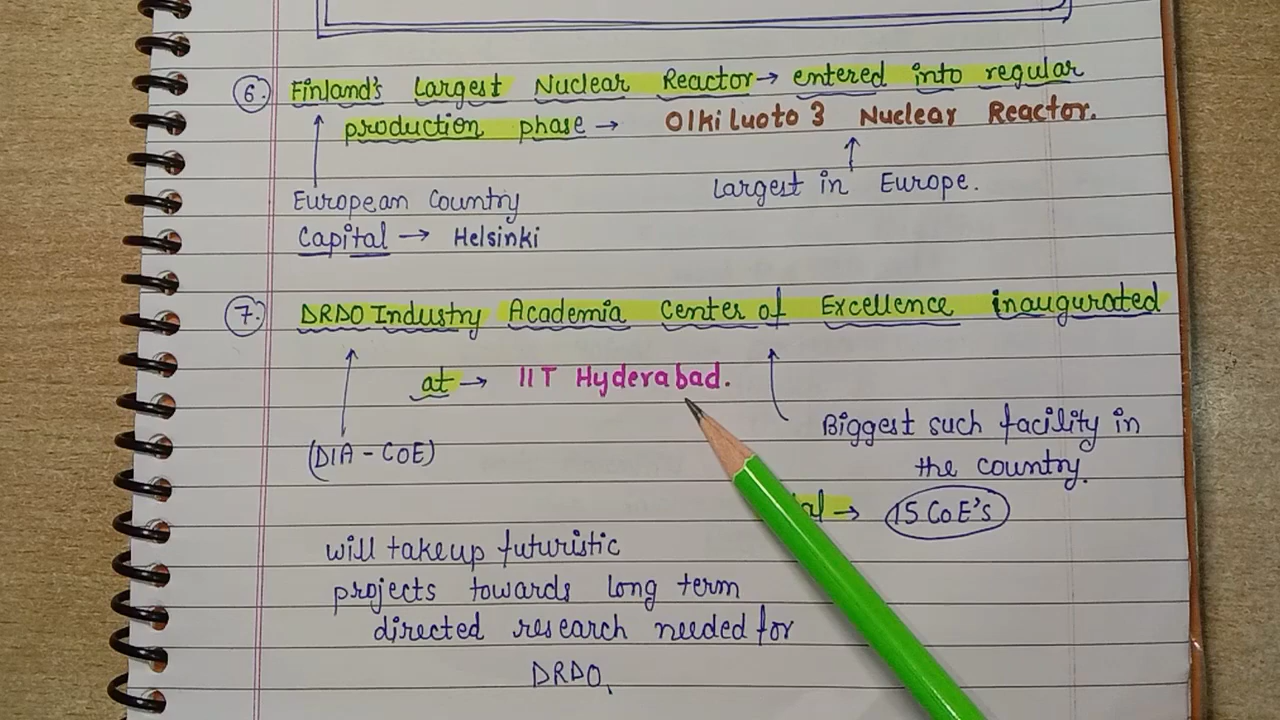 6. Finland's Largest Nuclear Reactor → entered into regular
production phase → Olkiluoto 3 Nuclear Reactor.
Largest in Europe.
European Country
Capital → Helsinki
7. DRDO Industry Academia Center of Excellence inaugurated
at → IIT Hyderabad.
Biggest such facility in
the country.
(DIA - COE)
→ 15 CoE's
will takeup futuristic
projects towards long term
directed research needed for
DRDO.